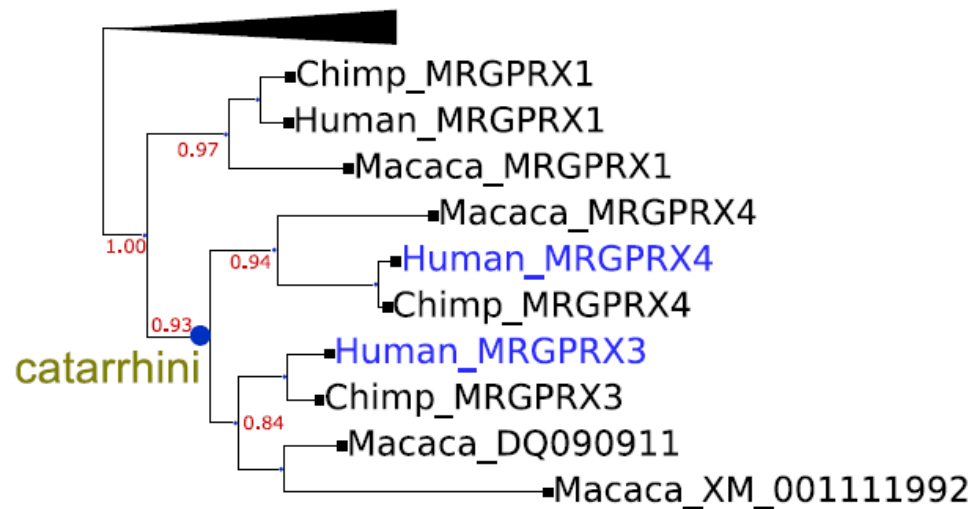 Chimp_MRGPRX1
Human_MRGPRX1
0.97
Macaca_MRGPRX1
Macaca_MRGPRX4
1.00
0.94
Human_MRGPRX4
Chimp_MRGPRX4
0.93
catarrhini
Human_MRGPRX3
Chimp_MRGPRX3
0.84
Macaca_DQ090911
Macaca_XM_001111992